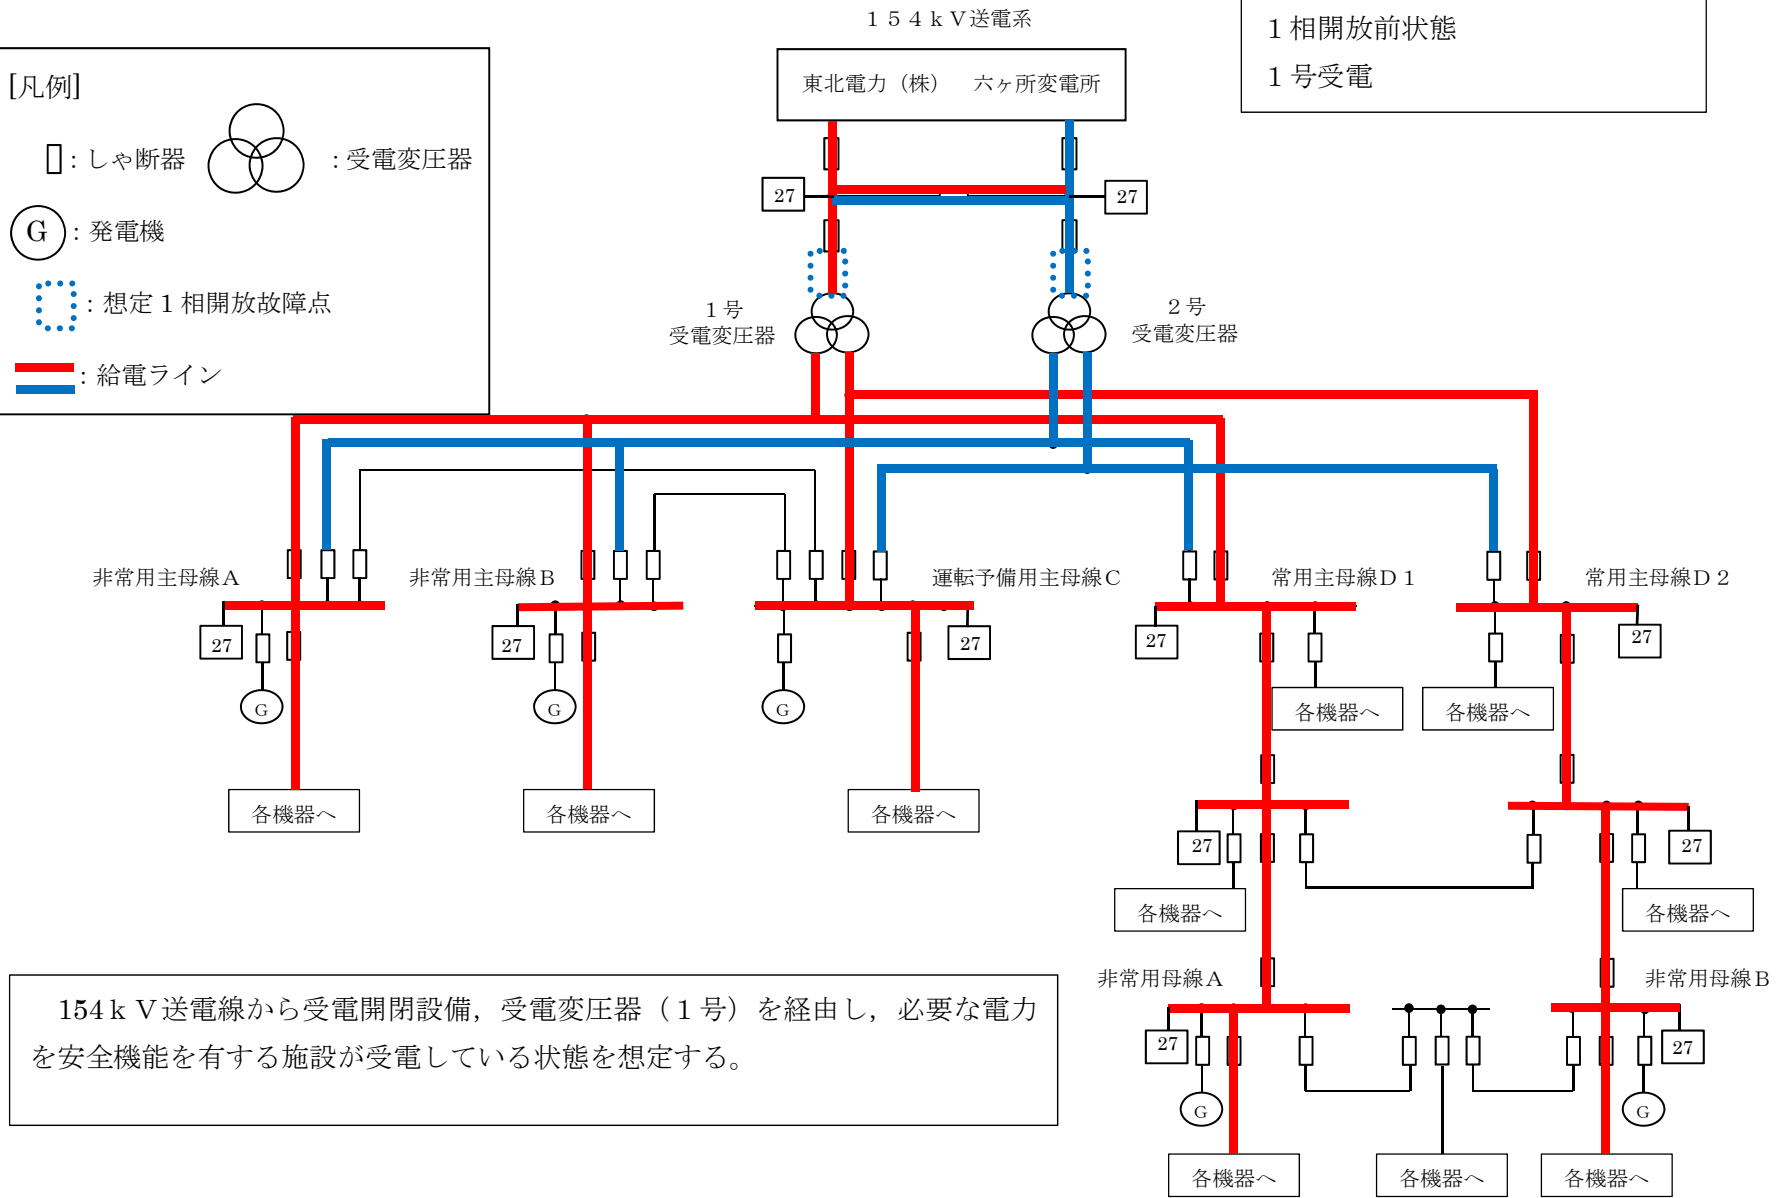 154kV送電系
東北電力(株) 六ヶ所変電所
1相開放前状態
1号受電
[凡例]
:しゃ断器
:受電変圧器
G
:発電機
:想定1相開放故障点
:給電ライン
27
27
1号
受電変圧器
2号
受電変圧器
非常用主母線A
非常用主母線B
運転予備用主母線C
常用主母線D1
常用主母線D2
27
27
27
27
27
G
G
G
各機器へ
各機器へ
各機器へ
各機器へ
各機器へ
27
27
各機器へ
各機器へ
非常用母線A
非常用母線B
27
27
G
G
各機器へ
各機器へ
各機器へ
154kV送電線から受電開閉設備,受電変圧器(1号)を経由し,必要な電力
を安全機能を有する施設が受電している状態を想定する。